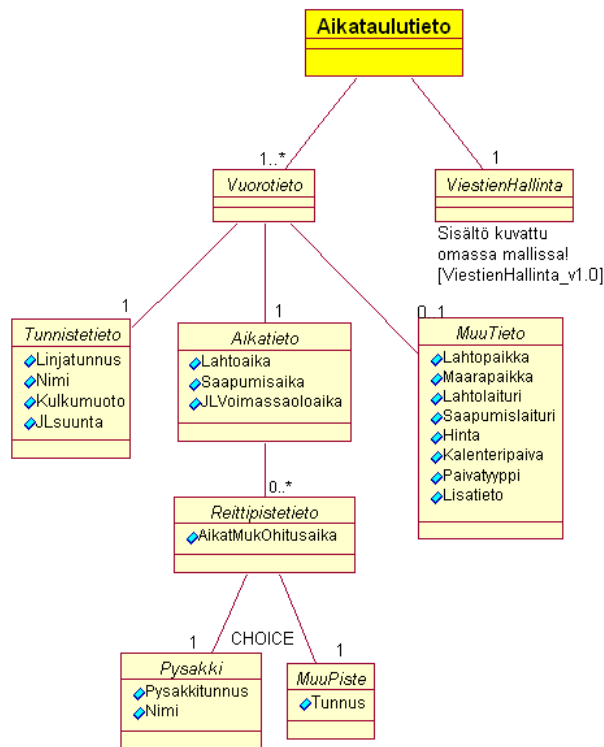 Aikataulutieto
1..*
1
Vuorotieto
ViestienHallinta
Sisältö kuvattu
omassa mallissa!
[ViestienHallinta_v1.0]
1
1
0..1
Tunnistetieto
Linjatunnus
Nimi
Kulkumuoto
JLsuunta
Aikatieto
Lahtoaika
Saapumisaika
JLVoimassaoloaika
MuuTieto
Lahtopaikka
Maarapaikka
Lahtolaituri
Saapumislaituri
Hinta
Kalenteripaiva
Paivatyyppi
Lisatieto
0..*
Reittipistetieto
AikatMukOhitusaika
1
CHOICE
1
Pysakki
Pysakkitunnus
Nimi
MuuPiste
Tunnus